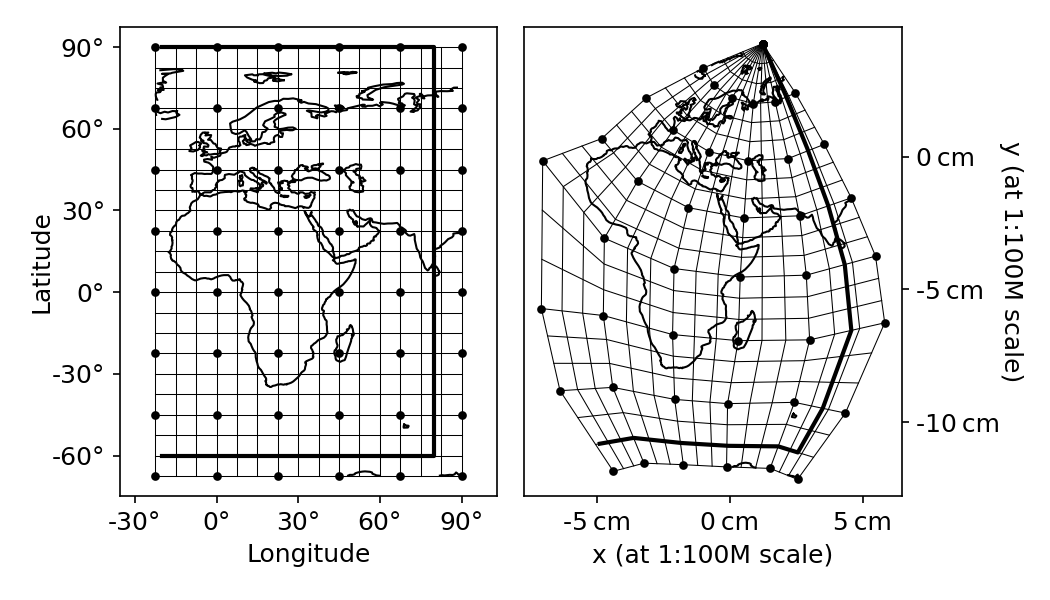 90°
60°
30°
0°
-30°
-60°
Latitude
-30°
0°
30°
60°
90°
Longitude
0 cm
-5 cm
-10 cm
y (at 1:100M scale)
-5 cm
0 cm
5 cm
x (at 1:100M scale)